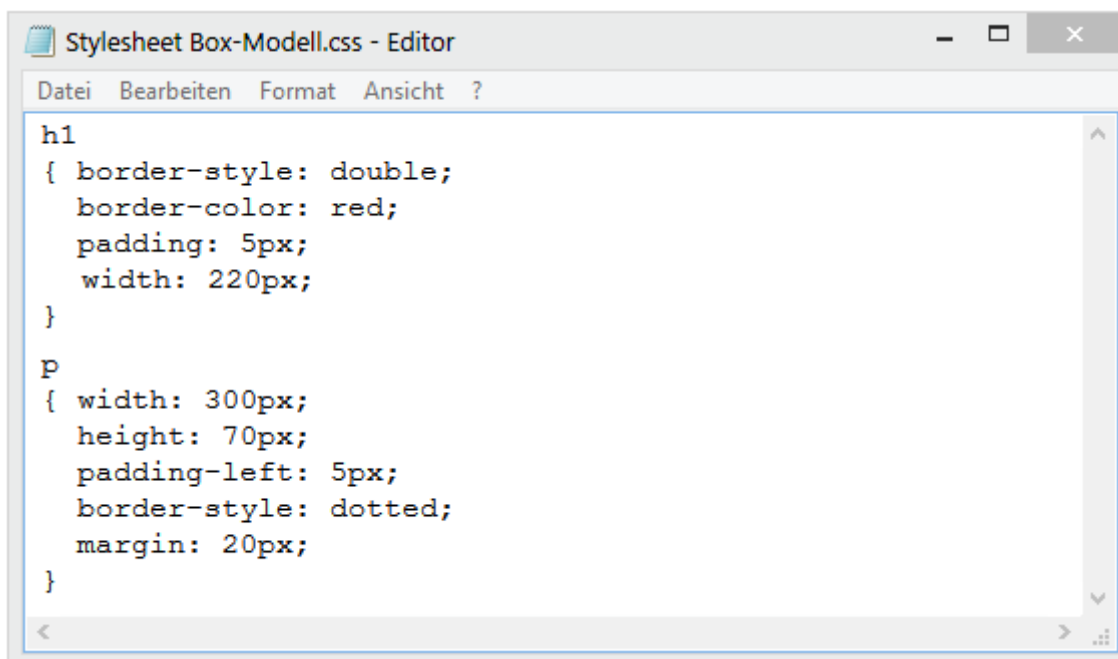 Stylesheet Box-Modell.css - Editor
Datei Bearbeiten Format Ansicht ?
h1
{ border-style: double;
  border-color: red;
  padding: 5px;
  width: 220px;
}
p
{ width: 300px;
  height: 70px;
  padding-left: 5px;
  border-style: dotted;
  margin: 20px;
}